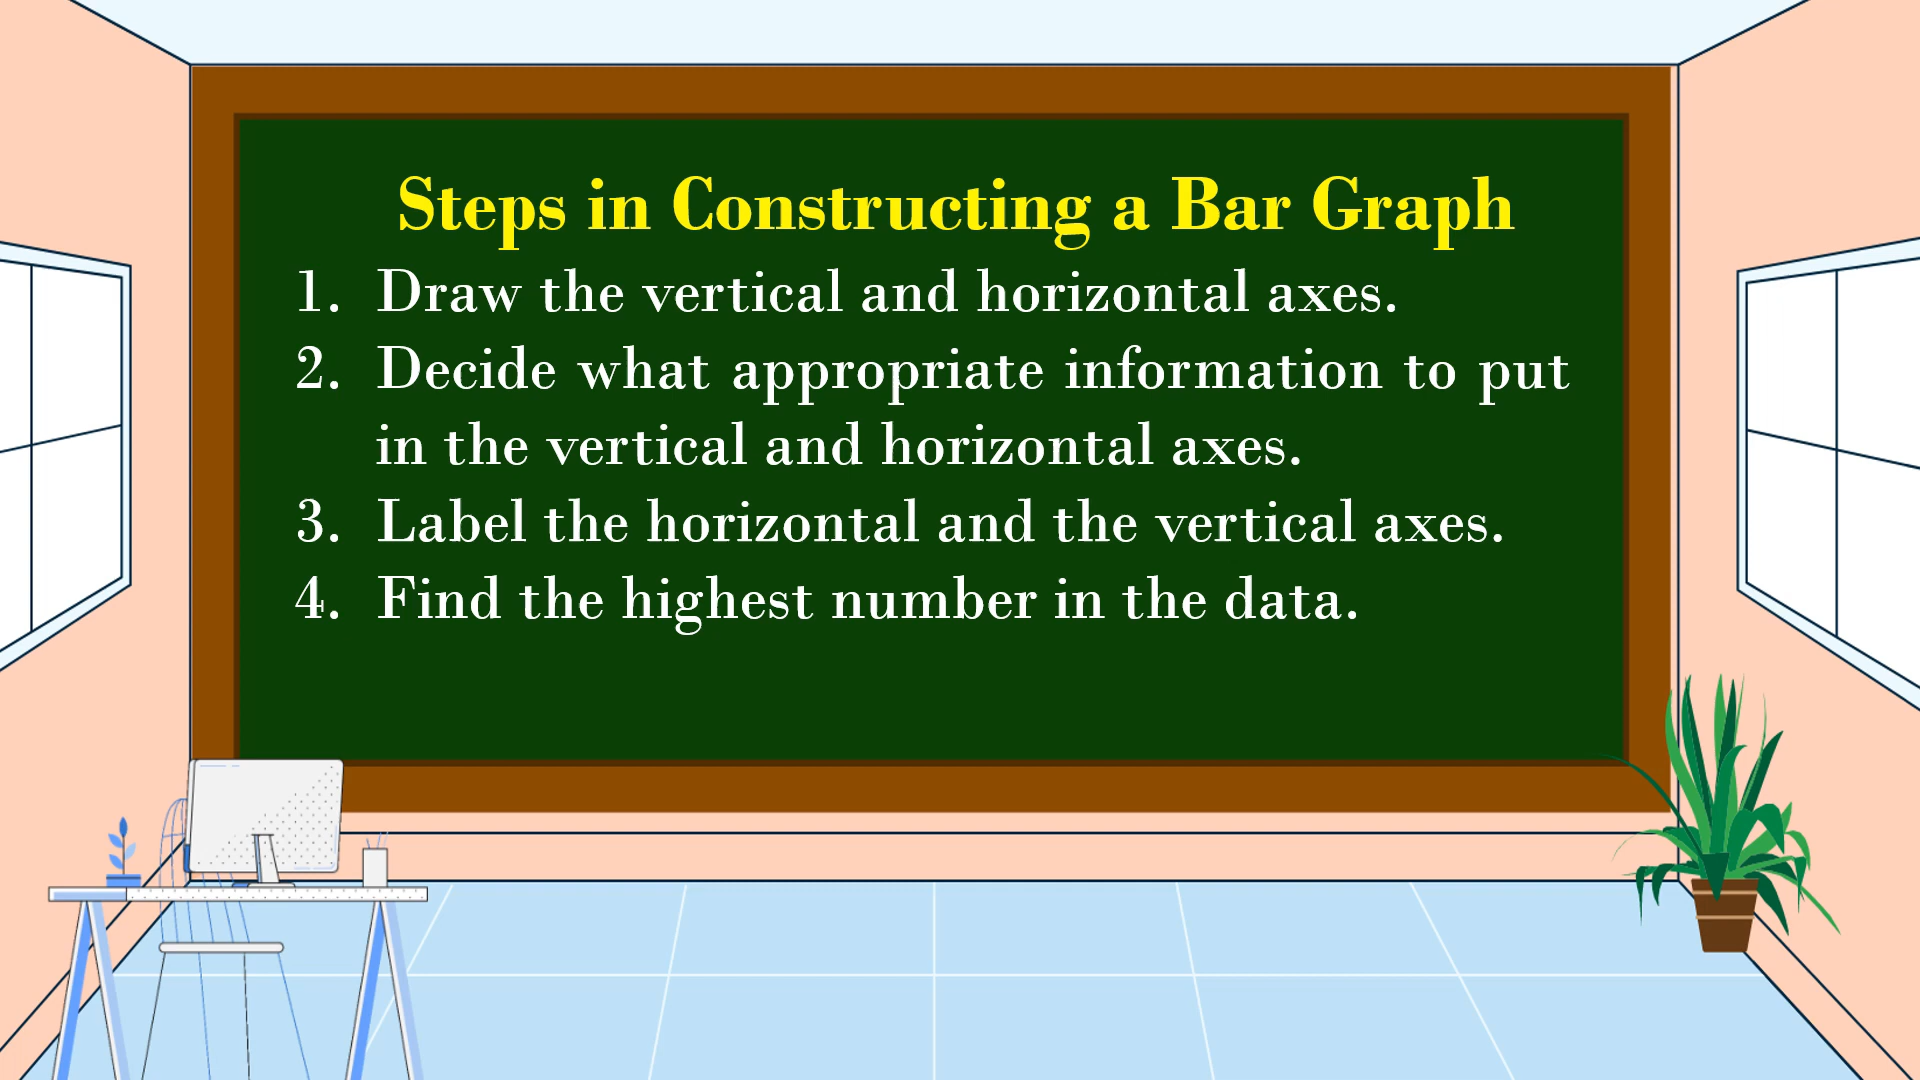 Steps in Constructing a Bar Graph
1. Draw the vertical and horizontal axes.
2. Decide what appropriate information to put
in the vertical and horizontal axes.
3. Label the horizontal and the vertical axes.
4. Find the highest number in the data.